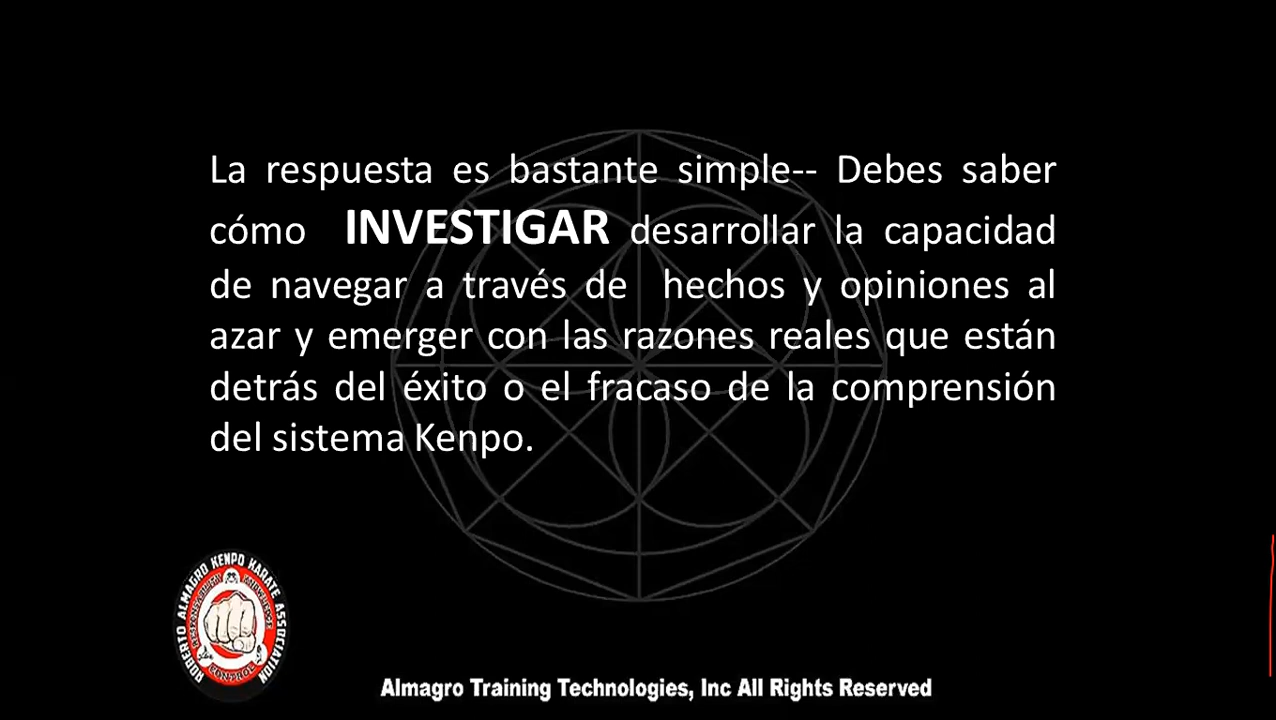 La respuesta es bastante simple-- Debes saber
cómo INVESTIGAR desarrollar la capacidad
de navegar a través de hechos y opiniones al
azar y emerger con las razones reales que están
detrás del éxito o el fracaso de la comprensión
del sistema Kenpo.
ROBERTO ALMAGRO KENPO KARATE ASSOCIATION
RESPONSABILITY KNOWLEDGE
CONTROL
Almagro Training Technologies, Inc All Rights Reserved